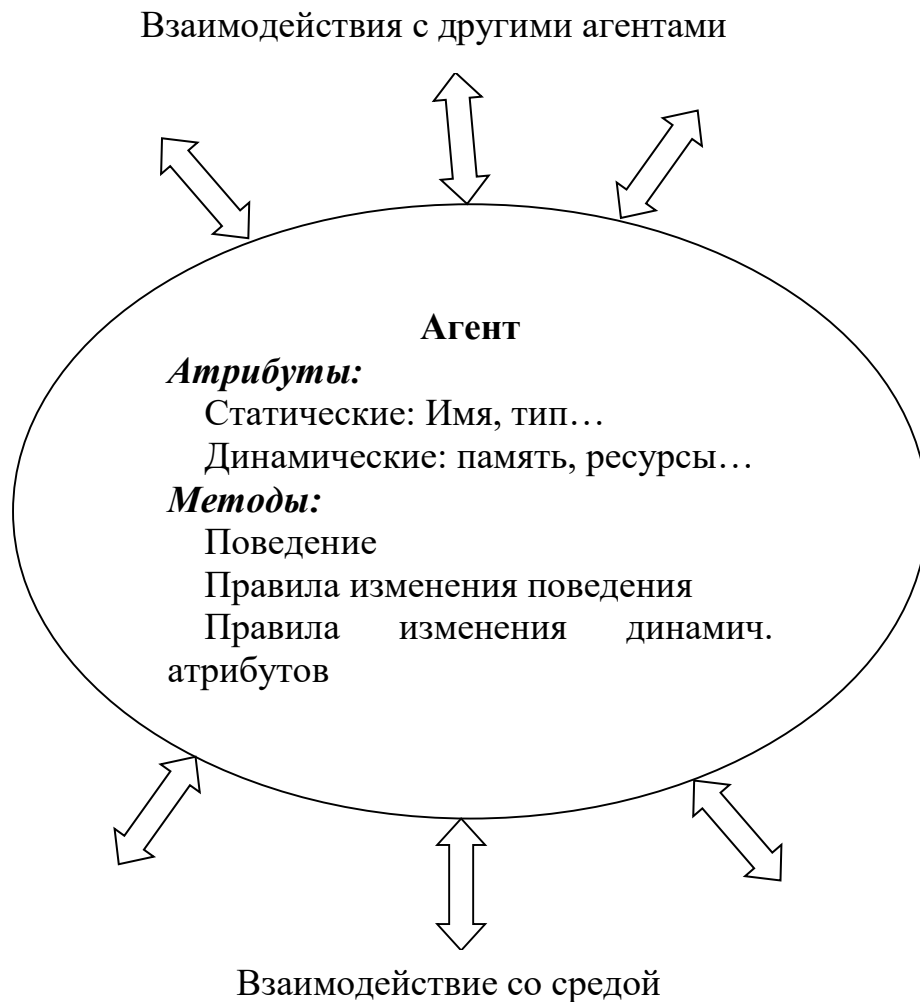 Взаимодействия с другими агентами
Агент
Атрибуты:
Статические: Имя, тип…
Динамические: память, ресурсы…
Методы:
Поведение
Правила изменения поведения
Правила изменения динамич.
атрибутов
Взаимодействие со средой